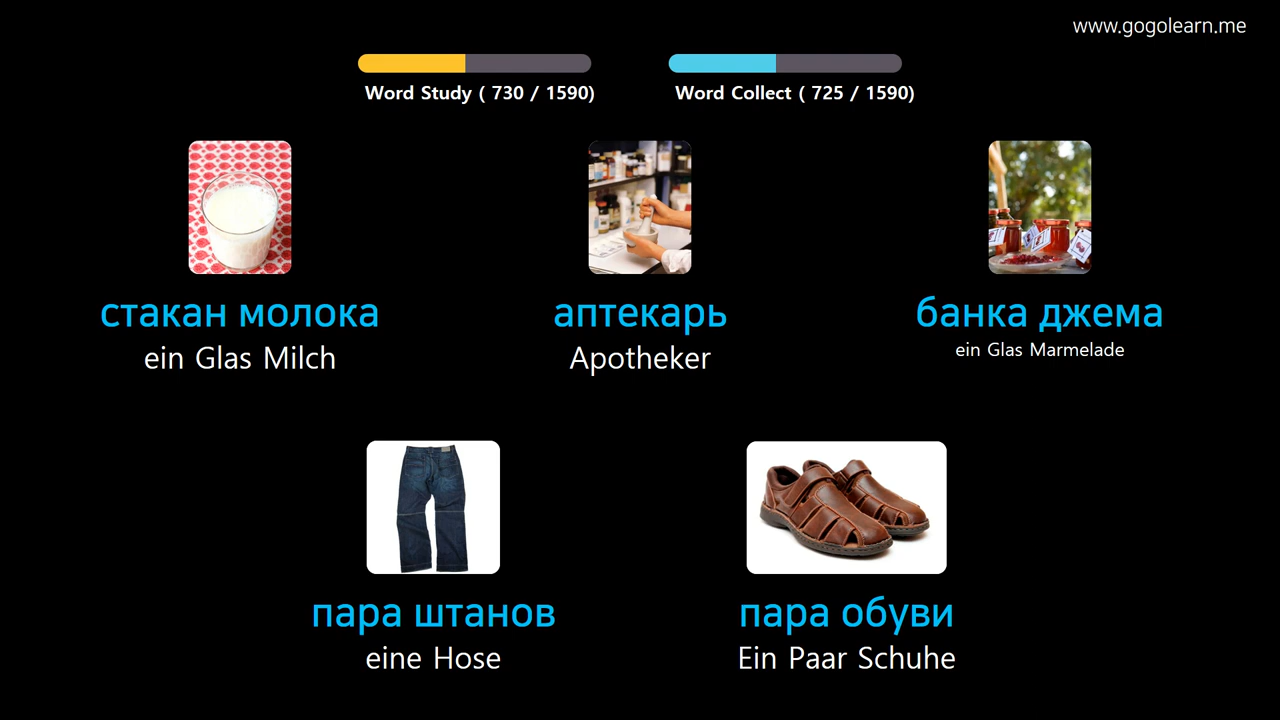 www.gogolearn.me
Word Study ( 730 / 1590)
Word Collect ( 725 / 1590)
стакан молока
ein Glas Milch
аптекарь
Apotheker
банка джема
ein Glas Marmelade
пара штанов
eine Hose
пара обуви
Ein Paar Schuhe